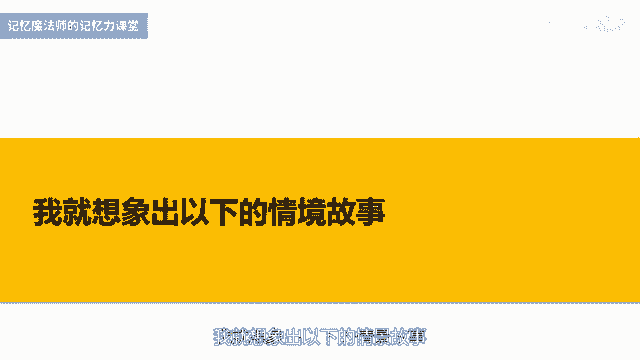 记忆魔法师的记忆力课堂
我就想象出以下的情境故事
我就想象出以下的情景故事